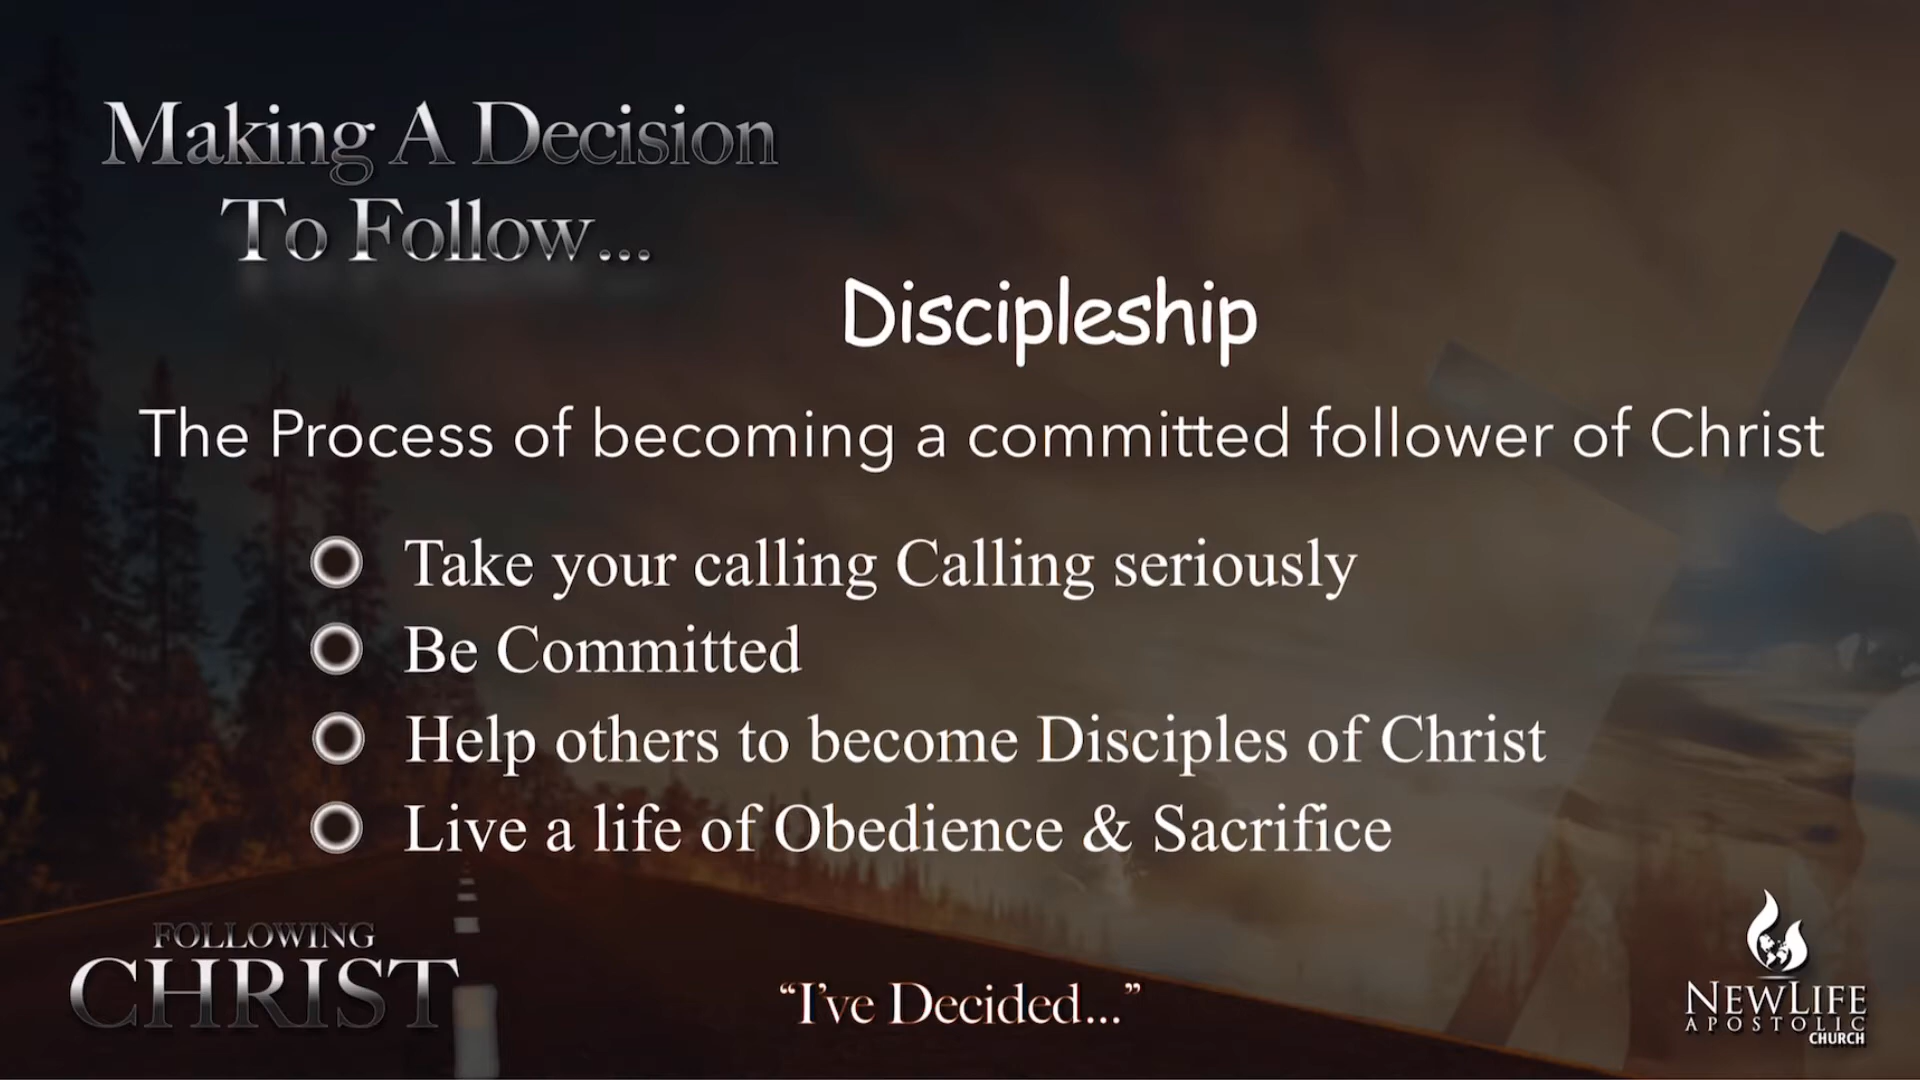 Making A Decision
To Follow...
Discipleship
The Process of becoming a committed follower of Christ
Take your calling Calling seriously
Be Committed
Help others to become Disciples of Christ
Live a life of Obedience & Sacrifice
FOLLOWING
CHRIST
“I've Decided...”
NEWLIFE
APOSTOLIC
CHURCH